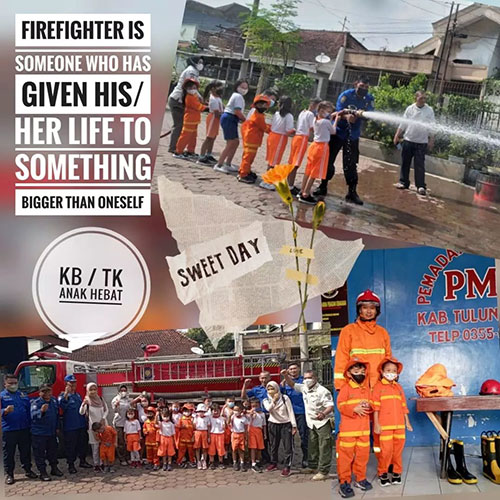 FIREFIGHTER IS
SOMEONE WHO HAS
GIVEN HIS/
HER LIFE TO
SOMETHING
BIGGER THAN ONESELF
KB / TK
ANAK HEBAT
SWEET DAY
PEMADA
PM
KAB TULUN
TELP 0355